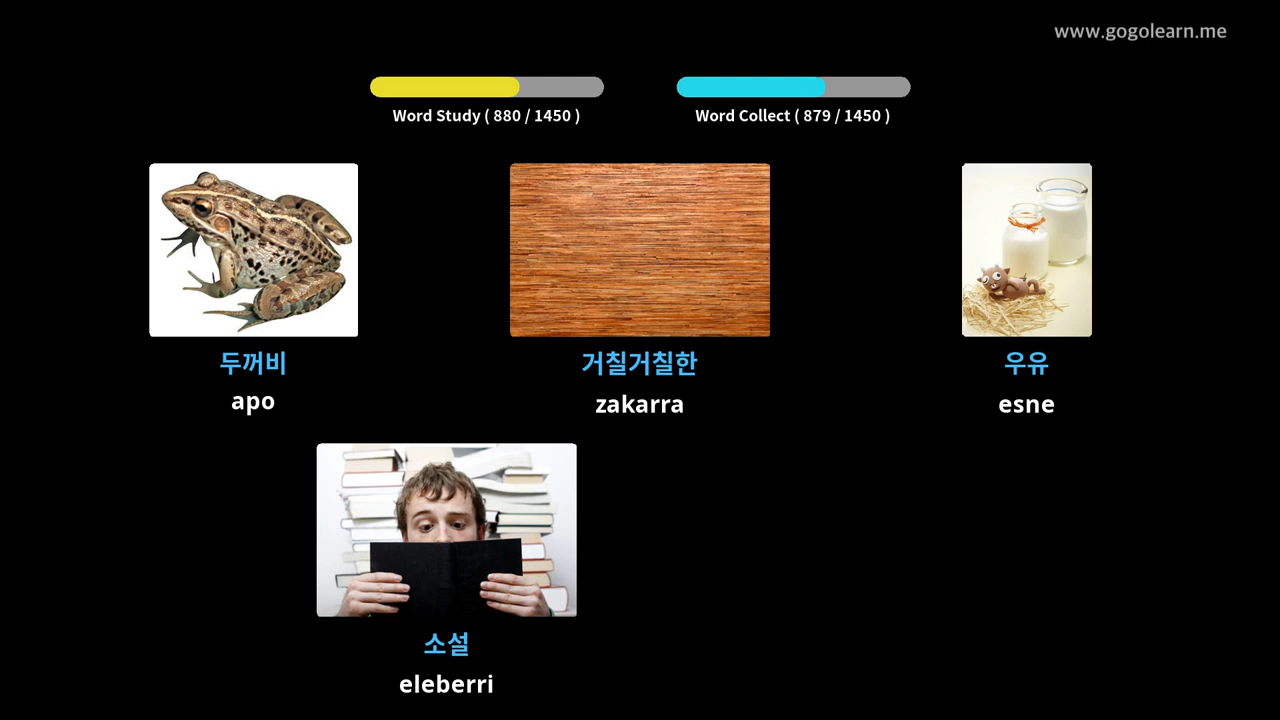 www.gogolearn.me
Word Study ( 880 / 1450 )
Word Collect ( 879 / 1450 )
두꺼비
apo
거칠거칠한
zakarra
우유
esne
소설
eleberri